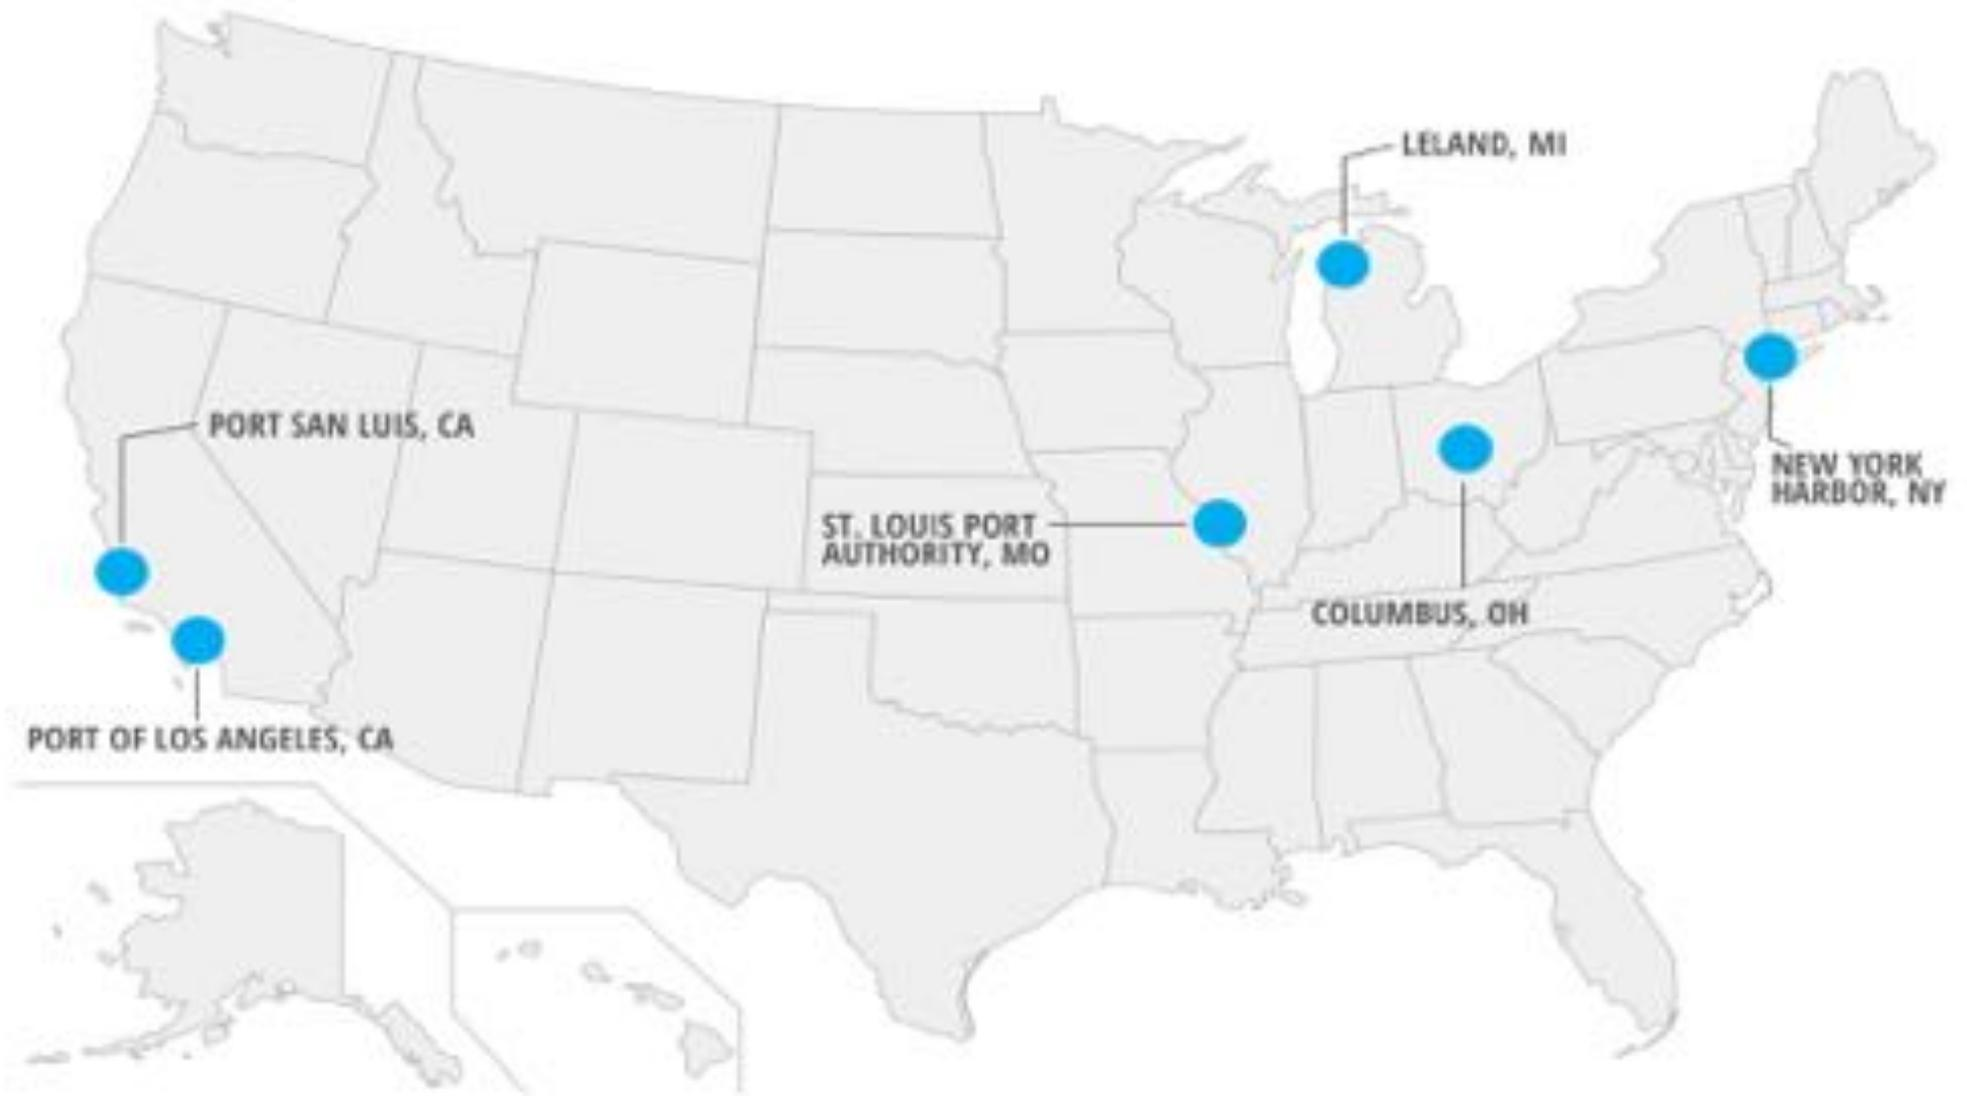 LELAND, MI
PORT SAN LUIS, CA
NEW YORK
HARBOR, NY
ST. LOUIS PORT
AUTHORITY, MO
COLUMBUS, OH
PORT OF LOS ANGELES, CA